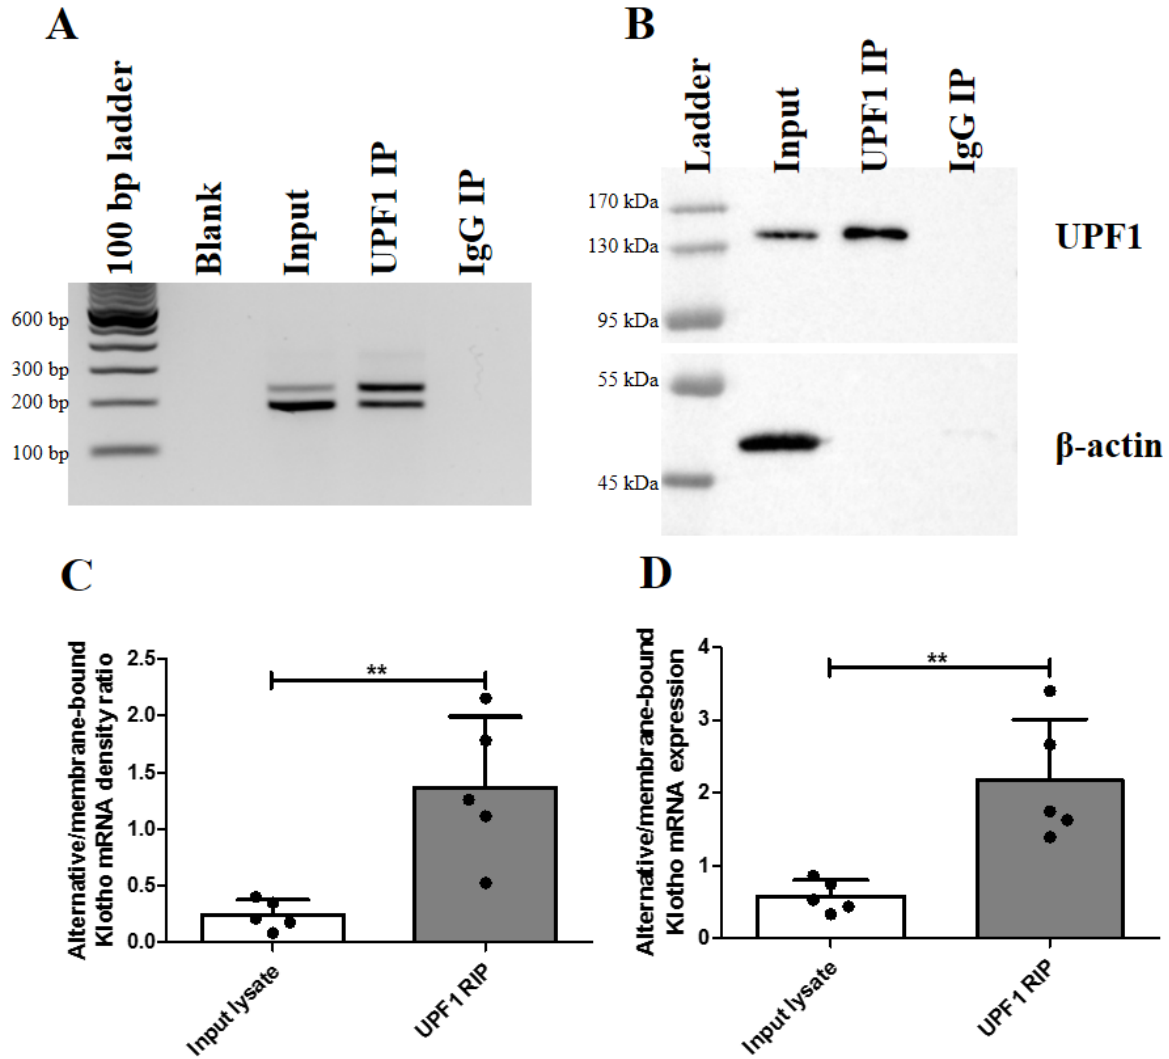 A
100 bp ladder
Blank
Input
UPF1 IP
IgG IP
600 bp
300 bp
200 bp
100 bp
B
Ladder
Input
UPF1 IP
IgG IP
170 kDa
130 kDa
95 kDa
UPF1
55 kDa
45 kDa
β-actin
C
Alternative/membrane-bound
Klotho mRNA density ratio
2.5
2.0
1.5
1.0
0.5
0.0
**
Input lysate
UPF1 RIP
D
Alternative/membrane-bound
Klotho mRNA expression
4
3
2
1
0
**
Input lysate
UPF1 RIP